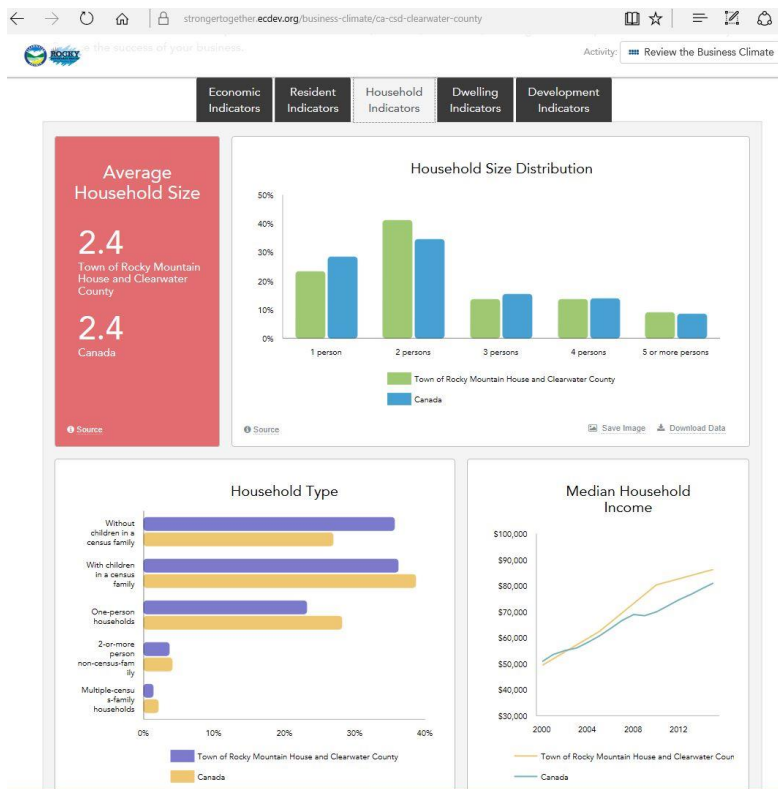 strongertogether.ecdev.org/business-climate/ca-csd-clearwater-county
the success of your business.
ROCKY
Activity: Review the Business Climate
Economic Indicators
Resident Indicators
Household Indicators
Dwelling Indicators
Development Indicators
Average
Household Size
2.4
Town of Rocky Mountain
House and Clearwater
County
2.4
Canada
Source
Household Size Distribution
50%
40%
30%
20%
10%
0%
1 person 2 persons 3 persons 4 persons 5 or more persons
Town of Rocky Mountain House and Clearwater County
Canada
Source
Save Image Download Data
Household Type
Without
children in a
census family
With children
in a census
family
One-person
households
2-or-more
person
non-census-fam
ily
Multiple-censu
s-family
households
0% 10% 20% 30% 40%
Town of Rocky Mountain House and Clearwater County
Canada
Median Household
Income
$100,000
$90,000
$80,000
$70,000
$60,000
$50,000
$40,000
$30,000
2000 2004 2008 2012
Town of Rocky Mountain House and Clearwater Coun
Canada